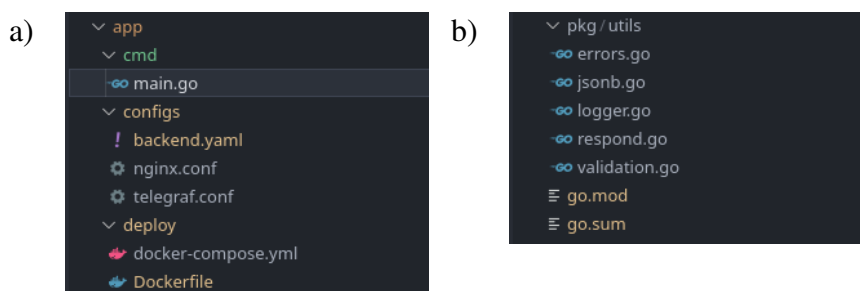 a)
app
cmd
main.go
configs
backend.yaml
nginx.conf
telegraf.conf
deploy
docker-compose.yml
Dockerfile
b)
pkg/utils
errors.go
jsonb.go
logger.go
respond.go
validation.go
go.mod
go.sum